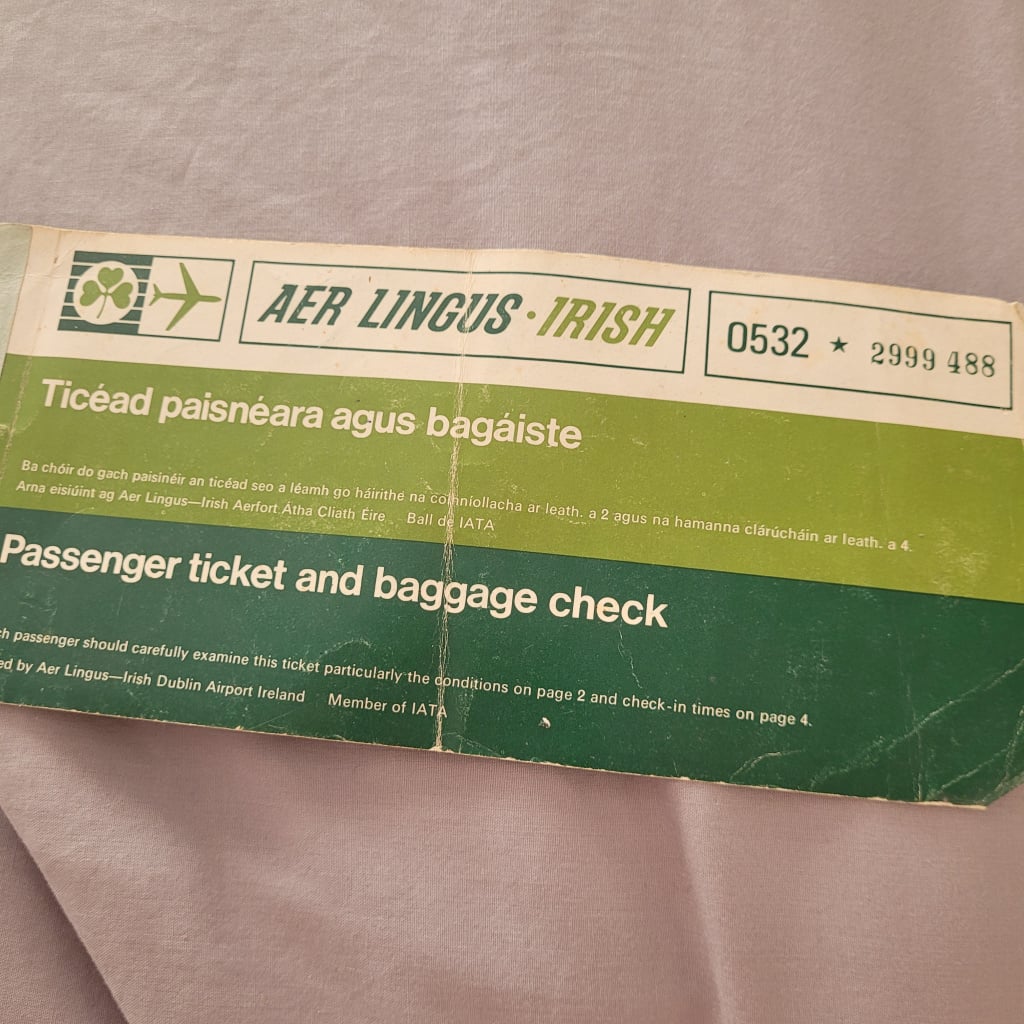 AER LINGUS · IRISH
0532 ★ 2999 488
Ticéad paisnéara agus bagáiste
Ba chóir do gach paisinéir an ticéad seo a léamh go háirithe na coinníollacha ar leath. a 2 agus na hamanna clárúcháin ar leath. a 4.
Arna eisiúint ag Aer Lingus—Irish Aerfort Átha Cliath Éire Ball de IATA
Passenger ticket and baggage check
passenger should carefully examine this ticket particularly the conditions on page 2 and check-in times on page 4.
by Aer Lingus—Irish Dublin Airport Ireland Member of IATA